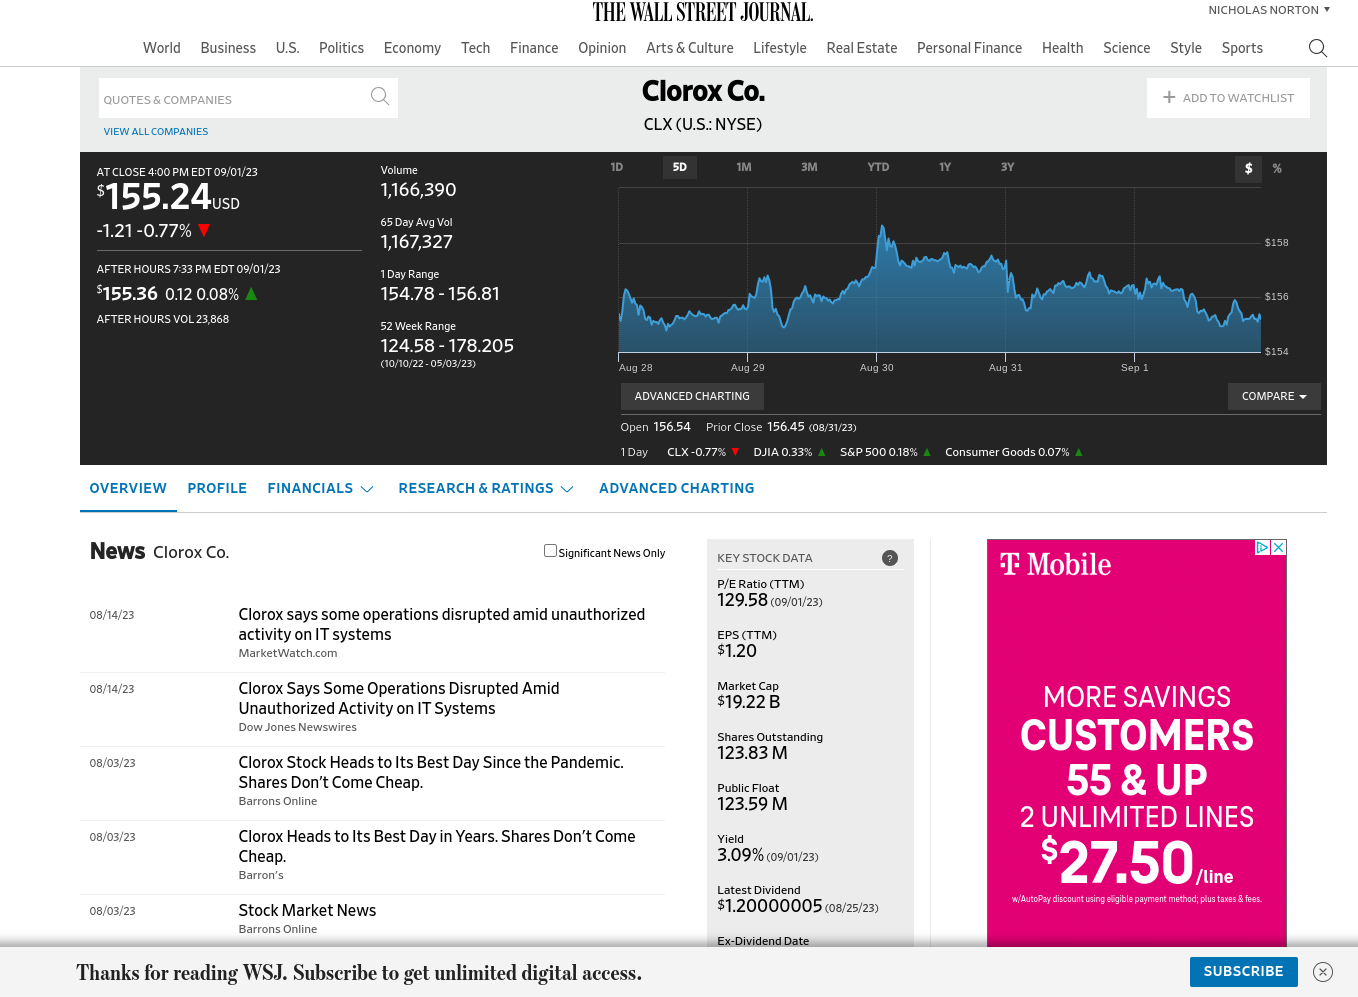 THE WALL STREET JOURNAL.
NICHOLAS NORTON
World Business U.S. Politics Economy Tech Finance Opinion Arts & Culture Lifestyle Real Estate Personal Finance Health Science Style Sports
QUOTES & COMPANIES
VIEW ALL COMPANIES
Clorox Co.
CLX (U.S.: NYSE)
+ ADD TO WATCHLIST
AT CLOSE 4:00 PM EDT 09/01/23
$155.24 USD
-1.21 -0.77%
AFTER HOURS 7:33 PM EDT 09/01/23
$155.36 0.12 0.08%
AFTER HOURS VOL 23,868
Volume
1,166,390
65 Day Avg Vol
1,167,327
1 Day Range
154.78 - 156.81
52 Week Range
124.58 - 178.205
(10/10/22 - 05/03/23)
1D 5D 1M 3M YTD 1Y 3Y $ %
$158
$156
$154
Aug 28 Aug 29 Aug 30 Aug 31 Sep 1
ADVANCED CHARTING
COMPARE
Open 156.54 Prior Close 156.45 (08/31/23)
1 Day CLX -0.77% DJIA 0.33% S&P 500 0.18% Consumer Goods 0.07%
OVERVIEW PROFILE FINANCIALS RESEARCH & RATINGS ADVANCED CHARTING
News Clorox Co.
Significant News Only
08/14/23
Clorox says some operations disrupted amid unauthorized
activity on IT systems
MarketWatch.com
08/14/23
Clorox Says Some Operations Disrupted Amid
Unauthorized Activity on IT Systems
Dow Jones Newswires
08/03/23
Clorox Stock Heads to Its Best Day Since the Pandemic.
Shares Don't Come Cheap.
Barrons Online
08/03/23
Clorox Heads to Its Best Day in Years. Shares Don't Come
Cheap.
Barron's
08/03/23
Stock Market News
Barrons Online
KEY STOCK DATA ?
P/E Ratio (TTM)
129.58 (09/01/23)
EPS (TTM)
$1.20
Market Cap
$19.22 B
Shares Outstanding
123.83 M
Public Float
123.59 M
Yield
3.09% (09/01/23)
Latest Dividend
$1.20000005 (08/25/23)
Ex-Dividend Date
T Mobile
MORE SAVINGS
CUSTOMERS
55 & UP
2 UNLIMITED LINES
$27.50/line
w/AutoPay discount using eligible payment method; plus taxes & fees.
Thanks for reading WSJ. Subscribe to get unlimited digital access.
SUBSCRIBE